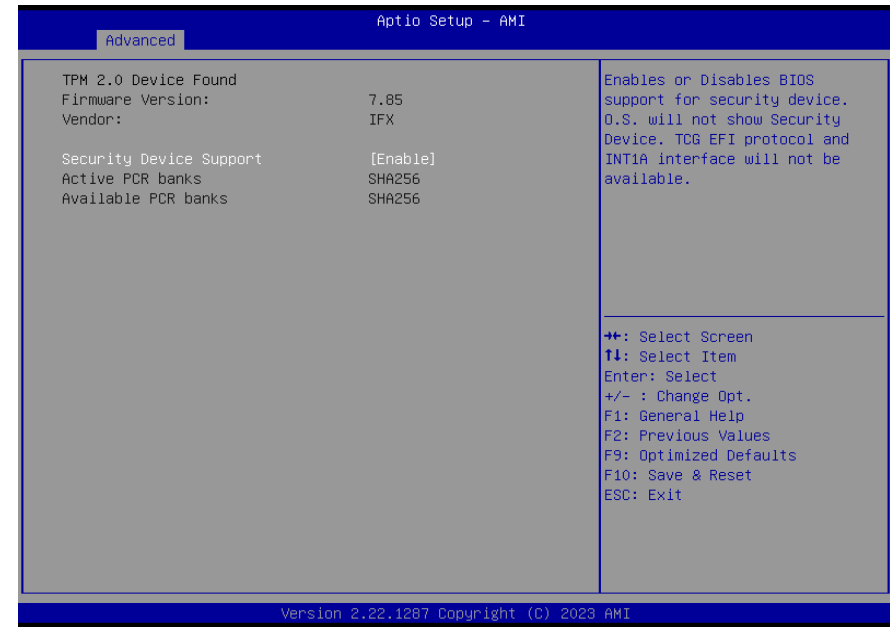 Aptio Setup – AMI
Advanced
TPM 2.0 Device Found
Firmware Version: 7.85
Vendor: IFX
Security Device Support [Enable]
Active PCR banks SHA256
Available PCR banks SHA256
Enables or Disables BIOS
support for security device.
O.S. will not show Security
Device. TCG EFI protocol and
INT1A interface will not be
available.
→←: Select Screen
↑↓: Select Item
Enter: Select
+/- : Change Opt.
F1: General Help
F2: Previous Values
F9: Optimized Defaults
F10: Save & Reset
ESC: Exit
Version 2.22.1287 Copyright (C) 2023 AMI